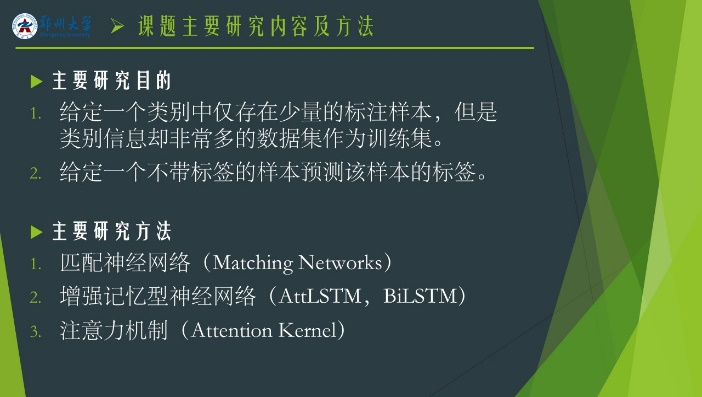 郑州大学
➢ 课题主要研究内容及方法
▶ 主要研究目的
1. 给定一个类别中仅存在少量的标注样本，但是
类别信息却非常多的数据集作为训练集。
2. 给定一个不带标签的样本预测该样本的标签。
▶ 主要研究方法
1. 匹配神经网络（Matching Networks）
2. 增强记忆型神经网络（AttLSTM，BiLSTM）
3. 注意力机制（Attention Kernel）